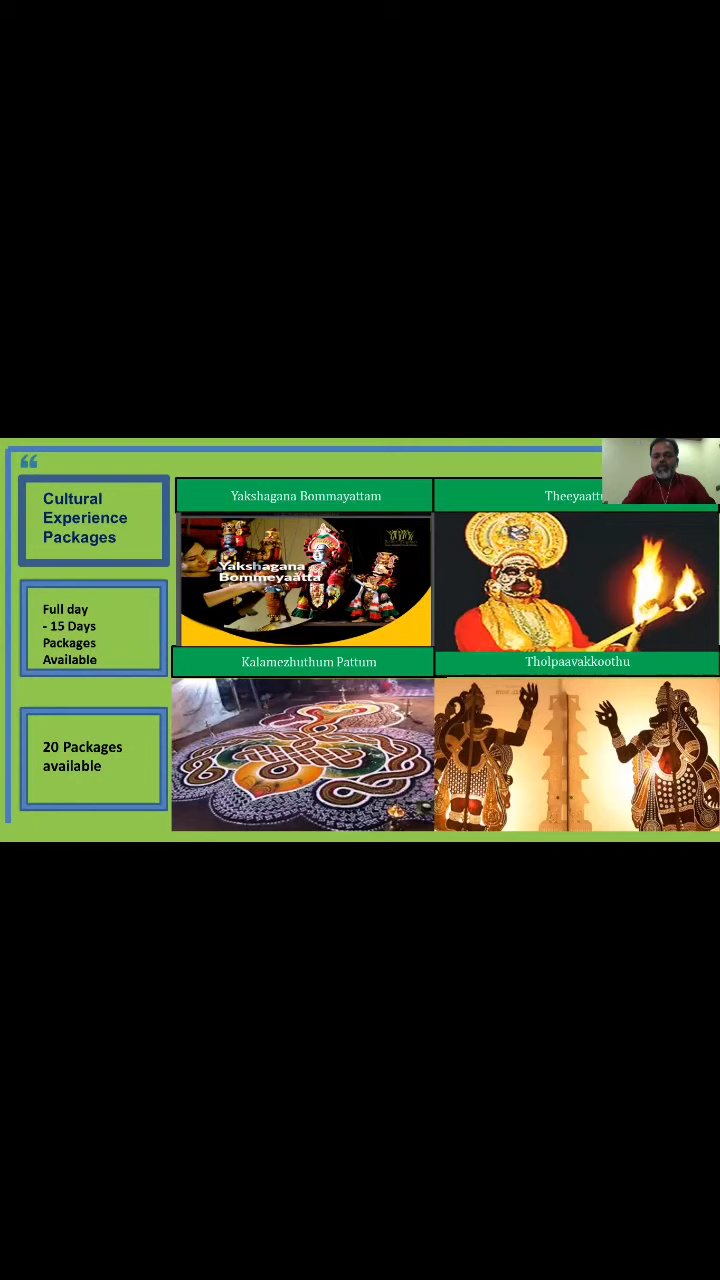 “
Cultural
Experience
Packages
Full day
- 15 Days
Packages
Available
20 Packages
available
Yakshagana Bommayattam
Yakshagana
Bommeyaatta
Kalamezhuthum Pattum
Tholpaavakkoothu